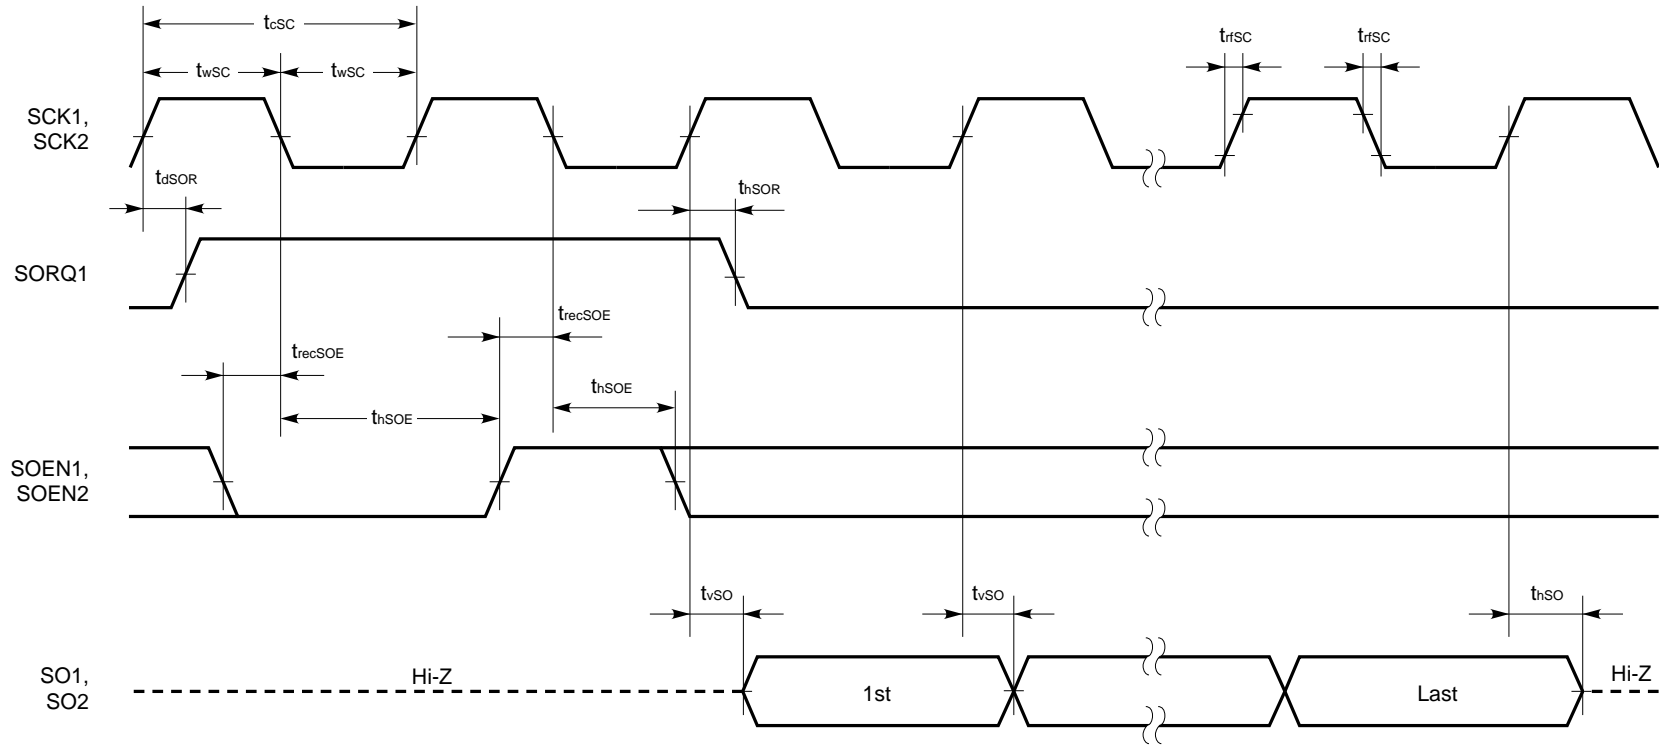 tcSC
twSC twSC
trfSC trfSC
SCK1,
SCK2
tdSOR
thSOR
SORQ1
trecSOE
trecSOE
thSOE
thSOE
SOEN1,
SOEN2
tvSO tvSO thSO
SO1,
SO2
Hi-Z
1st
Last
Hi-Z